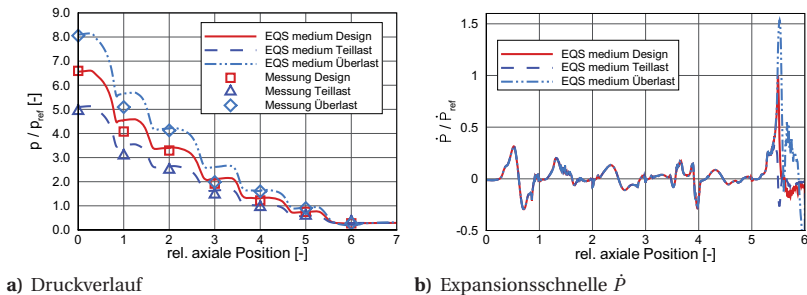 9.0
8.0
7.0
6.0
5.0
4.0
3.0
2.0
1.0
0.0
p / p_ref [-]
EQS medium Design
EQS medium Teillast
EQS medium Überlast
Messung Design
Messung Teillast
Messung Überlast
0 1 2 3 4 5 6 7
rel. axiale Position [-]
a) Druckverlauf
1.5
1
0.5
0
-0.5
Ṗ / Ṗ_ref
EQS medium Design
EQS medium Teillast
EQS medium Überlast
0 1 2 3 4 5 6
rel. axiale Position [-]
b) Expansionsschnelle Ṗ